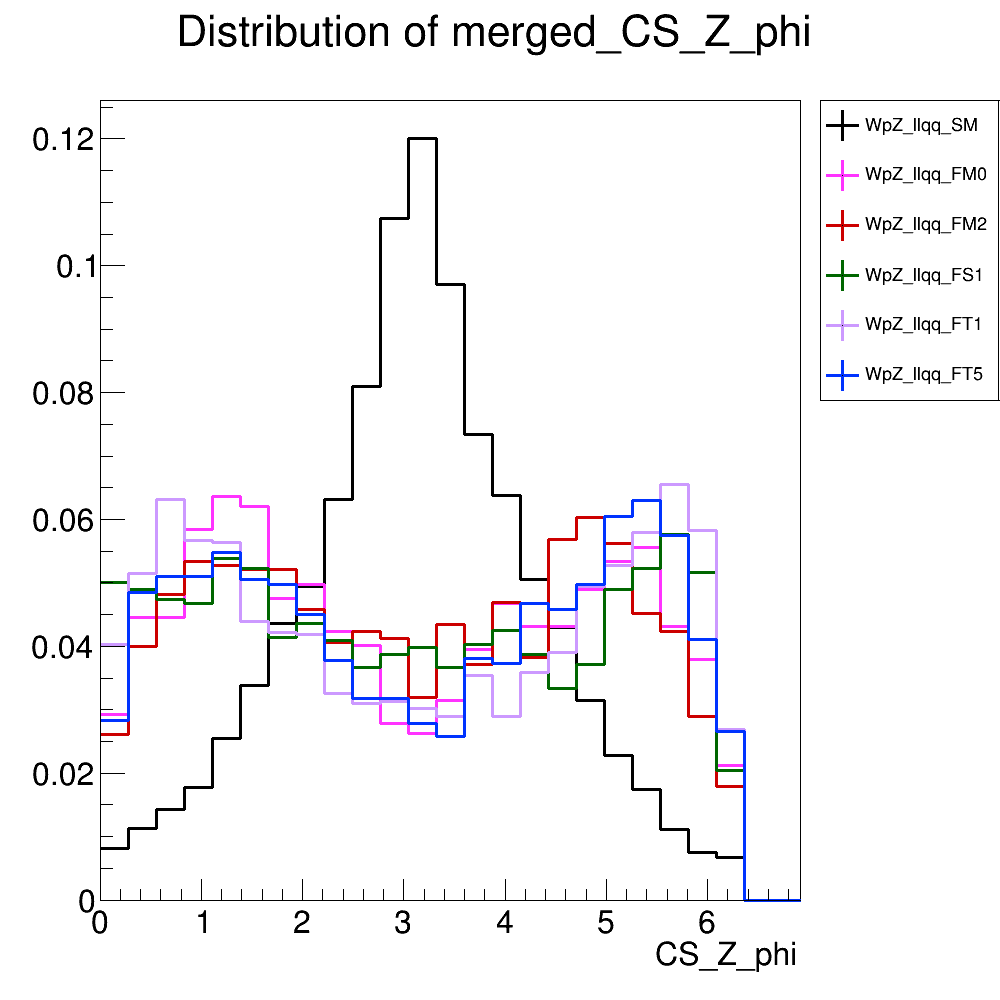 Distribution of merged_CS_Z_phi
0.12
0.1
0.08
0.06
0.04
0.02
0
0 1 2 3 4 5 6
CS_Z_phi
WpZ_llqq_SM
WpZ_llqq_FM0
WpZ_llqq_FM2
WpZ_llqq_FS1
WpZ_llqq_FT1
WpZ_llqq_FT5